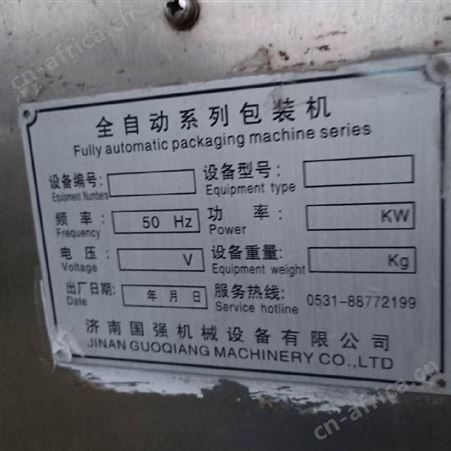 全自动系列包装机
Fully automatic packaging machine series
设备编号: 设备型号:
Equipment Numbers Equipment type
频率: 50 Hz 功率: KW
Frequency Power
电压: V 设备重量: Kg
Voltage Equipment weight
出厂日期: 年 月 日 服务热线: 0531-88772199
Date Service hotline
济南国强机械设备有限公司
JINAN GUOQIANG MACHINERY CO.,LTD
cn-africa.com